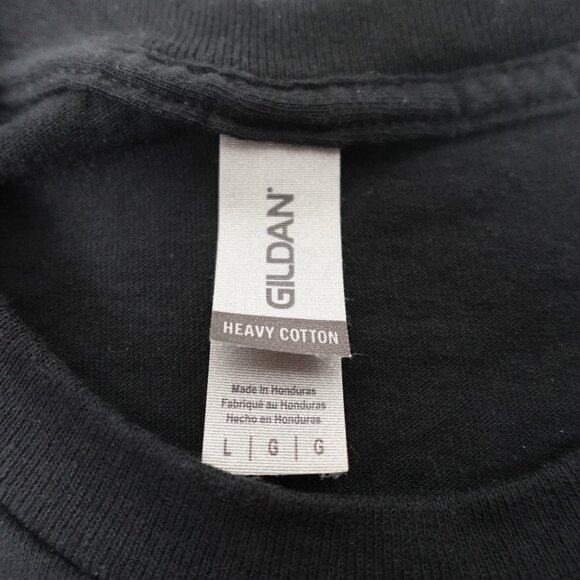 GILDAN®
HEAVY COTTON
Made in Honduras
Fabriqué au Honduras
Hecho en Honduras
L | G | G